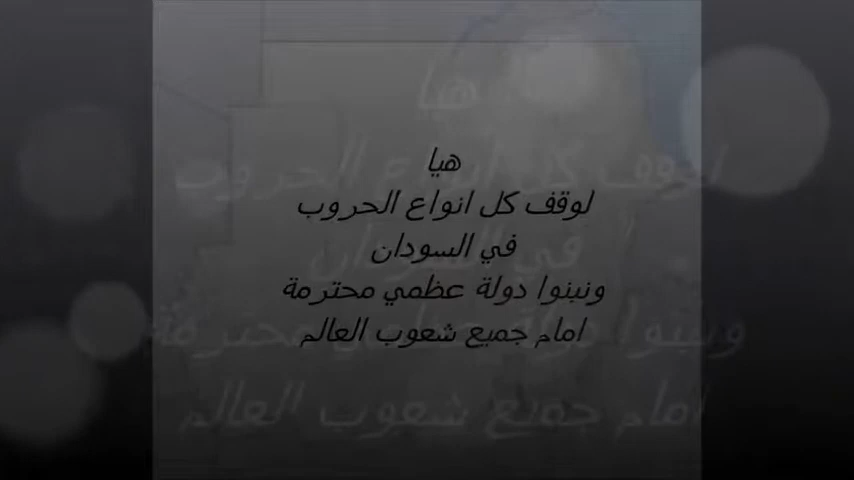 هيا
لوقف كل انواع الحروب
في السودان
ونبنوا دولة عظمي محترمة
امام جميع شعوب العالم